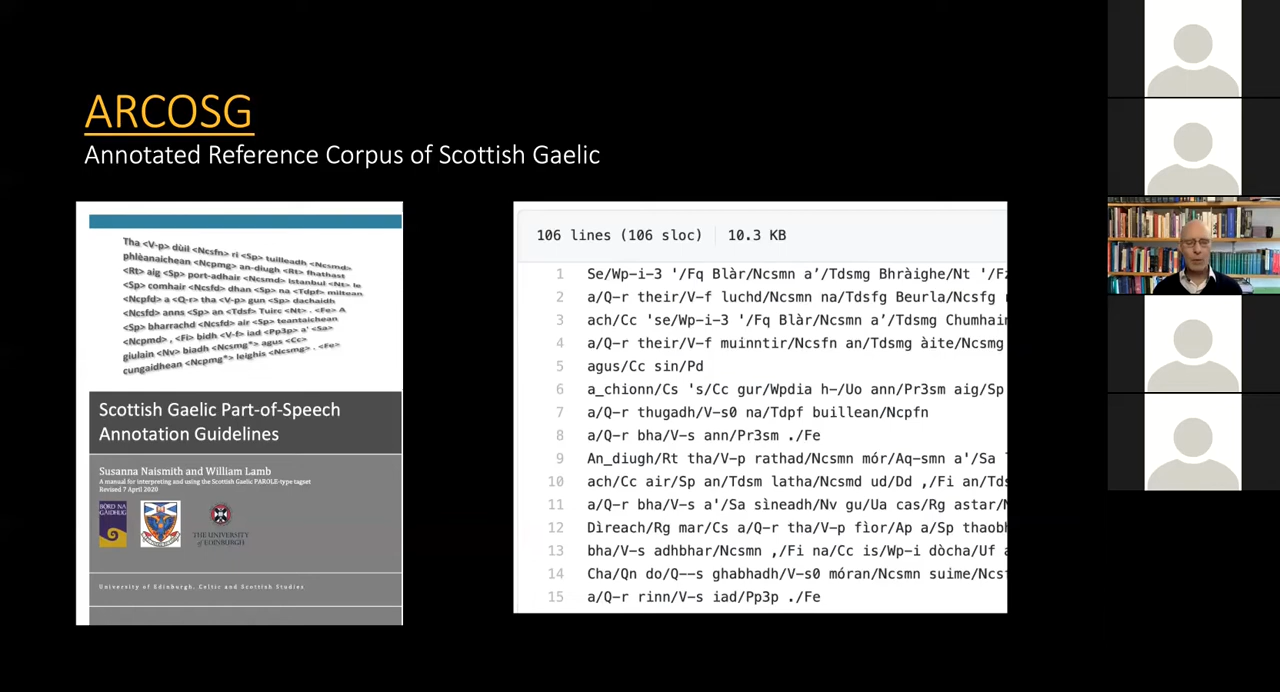 ARCOSG
Annotated Reference Corpus of Scottish Gaelic
Tha <V-p> dùil <Ncsfn> ri <Sp> tuilleadh <Ncsmd>
phlèanaichean <Ncpmg> an-diugh <Rt> fhathast
<Rt> aig <Sp> port-adhair <Ncsmd> Istanbul <Nt> le
<Sp> comhair <Ncsfd> dhan <Sp> na <Tdpf> mìltean
<Ncpfd> a <Q-r> tha <V-p> gun <Sp> dachaidh
<Ncsfd> anns <Sp> an <Tdsf> Tuirc <Nt> . <Fe> A
<Sp> bharrachd <Ncsfd> air <Sp> teantaichean
<Ncpmd> , <Fi> bidh <V-f> iad <Pp3p> a' <Sa>
giulain <Nv> biadh <Ncsmg*> agus <Cc>
cungaidhean <Ncpmg*> leighis <Ncsmg> . <Fe>
Scottish Gaelic Part-of-Speech
Annotation Guidelines
Susanna Naismith and William Lamb
A manual for interpreting and using the Scottish Gaelic PAROLE-type tagset
Revised 7 April 2020
BÒRD NA
GÀIDHLIG
THE UNIVERSITY
of EDINBURGH
University of Edinburgh, Celtic and Scottish Studies
106 lines (106 sloc) 10.3 KB
1 Se/Wp-i-3 '/Fq Blàr/Ncsmn a’/Tdsmg Bhràighe/Nt '/Fz
2 a/Q-r their/V-f luchd/Ncsmn na/Tdsfg Beurla/Ncsfg
3 ach/Cc 'se/Wp-i-3 '/Fq Blàr/Ncsmn a’/Tdsmg Chumhai
4 a/Q-r their/V-f muinntir/Ncsfn an/Tdsmg àite/Ncsmg
5 agus/Cc sin/Pd
6 a_chionn/Cs 's/Cc gur/Wpdia h-/Uo ann/Pr3sm aig/Sp
7 a/Q-r thugadh/V-s0 na/Tdpf buillean/Ncpfn
8 a/Q-r bha/V-s ann/Pr3sm ./Fe
9 An_diugh/Rt tha/V-p rathad/Ncsmn mór/Aq-smn a'/Sa
10 ach/Cc air/Sp an/Tdsm latha/Ncsmd ud/Dd ,/Fi an/Tds
11 a/Q-r bha/V-s a'/Sa sìneadh/Nv gu/Ua cas/Rg astar/N
12 Dìreach/Rg mar/Cs a/Q-r tha/V-p fìor/Ap a/Sp thaobh
13 bha/V-s adhbhar/Ncsmn ,/Fi na/Cc is/Wp-i dòcha/Uf a
14 Cha/Qn do/Q--s ghabhadh/V-s0 móran/Ncsmn suime/Ncsf
15 a/Q-r rinn/V-s iad/Pp3p ./Fe